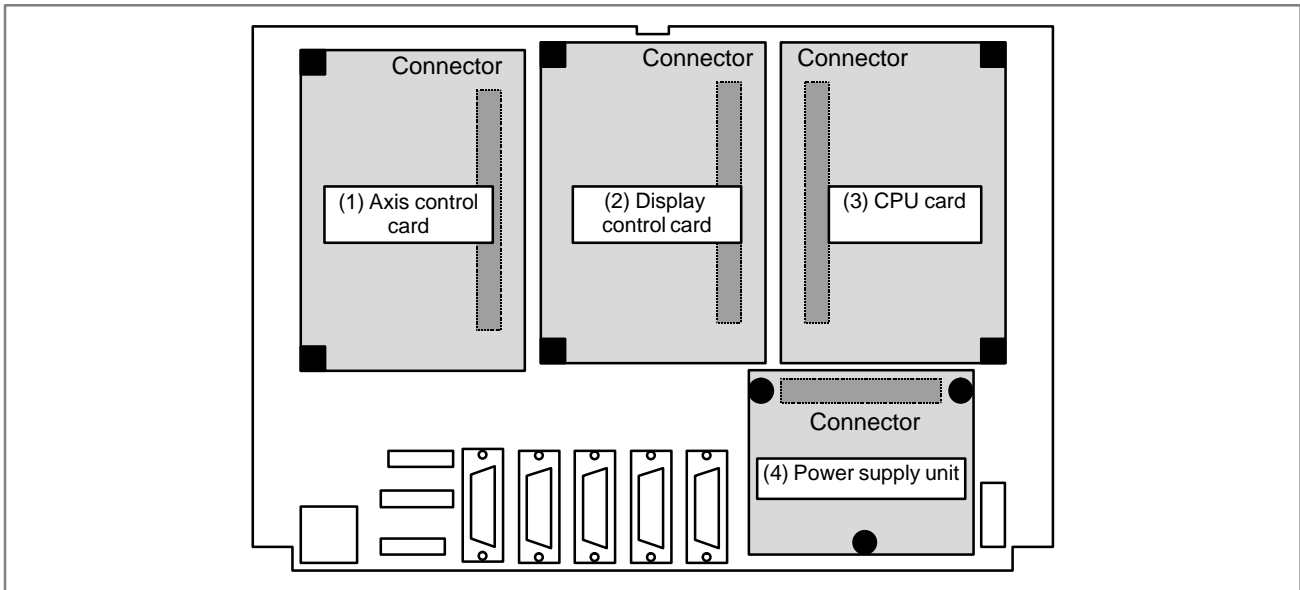 Connector
Connector
Connector
(1) Axis control
card
(2) Display
control card
(3) CPU card
Connector
(4) Power supply unit